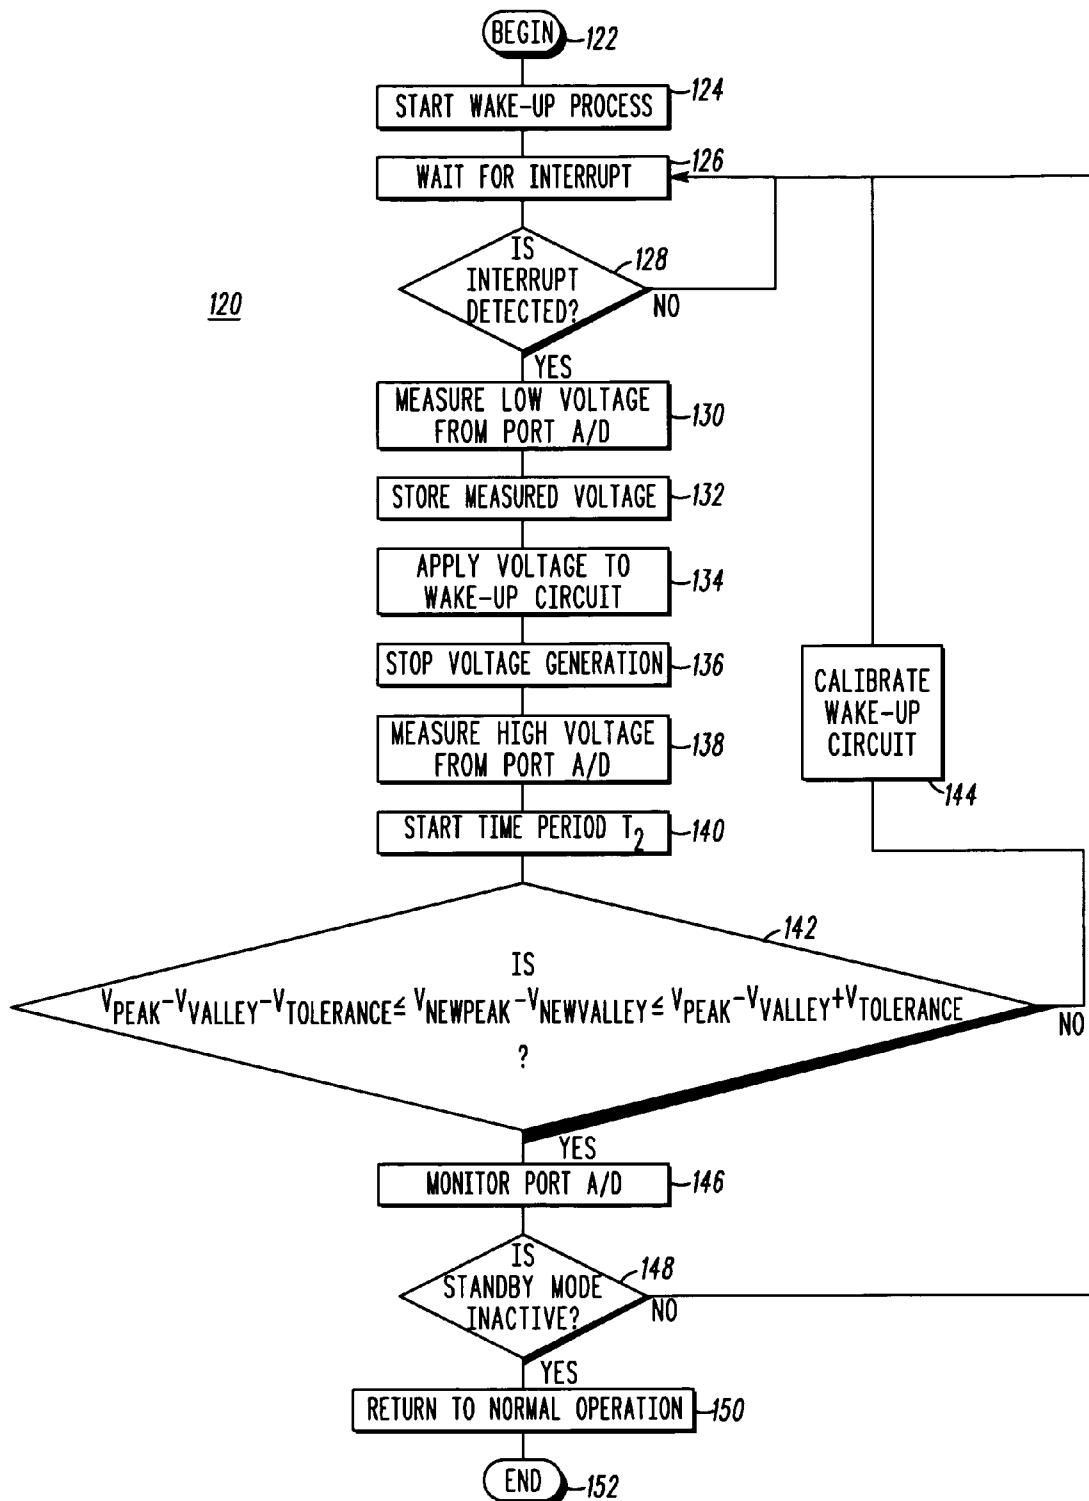 BEGIN
122
START WAKE-UP PROCESS
124
WAIT FOR INTERRUPT
126
IS
INTERRUPT
DETECTED?
128
NO
120
YES
MEASURE LOW VOLTAGE
FROM PORT A/D
130
STORE MEASURED VOLTAGE
132
APPLY VOLTAGE TO
WAKE-UP CIRCUIT
134
STOP VOLTAGE GENERATION
136
CALIBRATE
WAKE-UP
CIRCUIT
144
MEASURE HIGH VOLTAGE
FROM PORT A/D
138
START TIME PERIOD T2
140
142
IS
VPEAK-VVALLEY-VTOLERANCE≤ VNEWPEAK-VNEWVALLEY≤ VPEAK-VVALLEY+VTOLERANCE
?
NO
YES
MONITOR PORT A/D
146
IS
STANDBY MODE
INACTIVE?
148
NO
YES
RETURN TO NORMAL OPERATION
150
END
152